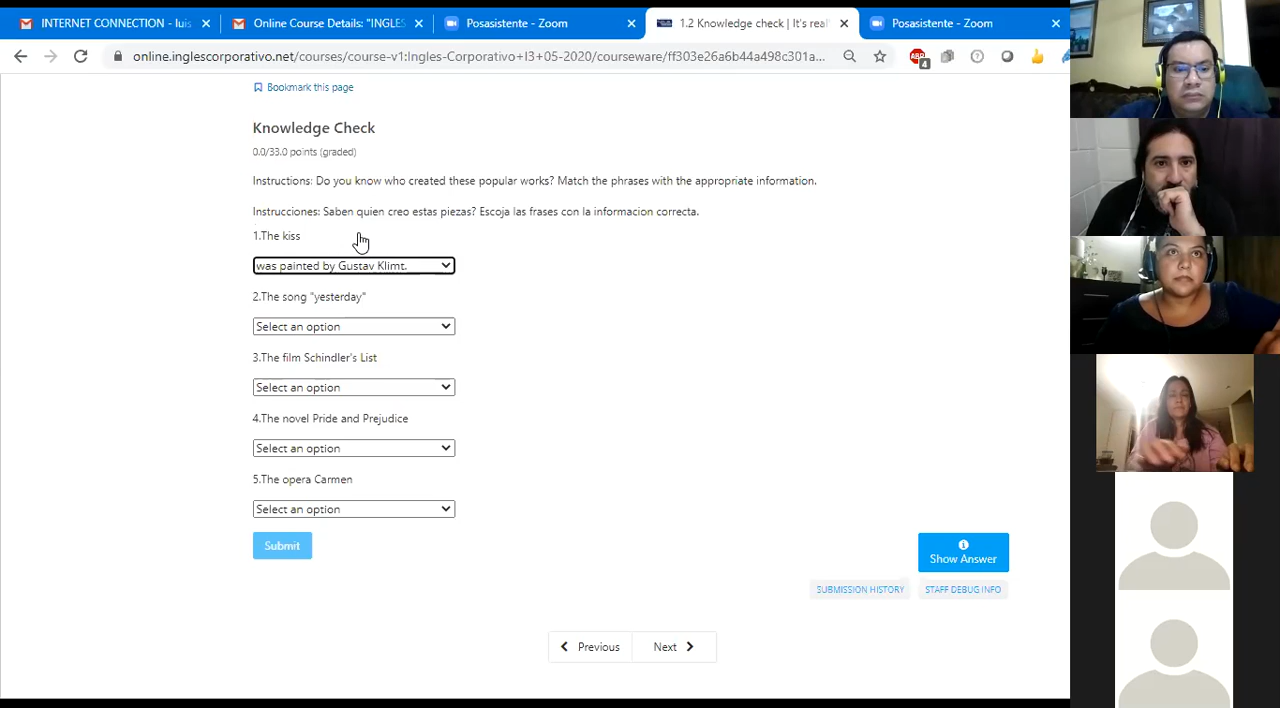 INTERNET CONNECTION - luis
Online Course Details: "INGLES
Posasistente - Zoom
1.2 Knowledge check | It's real
Posasistente - Zoom
online.inglescorporativo.net/courses/course-v1:Ingles-Corporativo+I3+05-2020/courseware/ff303e26a6b44a498c301a...
ABP
4
Bookmark this page
Knowledge Check
0.0/33.0 points (graded)
Instructions: Do you know who created these popular works? Match the phrases with the appropriate information.
Instrucciones: Saben quien creo estas piezas? Escoja las frases con la informacion correcta.
1.The kiss
was painted by Gustav Klimt.
2.The song "yesterday"
Select an option
3.The film Schindler's List
Select an option
4.The novel Pride and Prejudice
Select an option
5.The opera Carmen
Select an option
Submit
Show Answer
SUBMISSION HISTORY
STAFF DEBUG INFO
Previous
Next